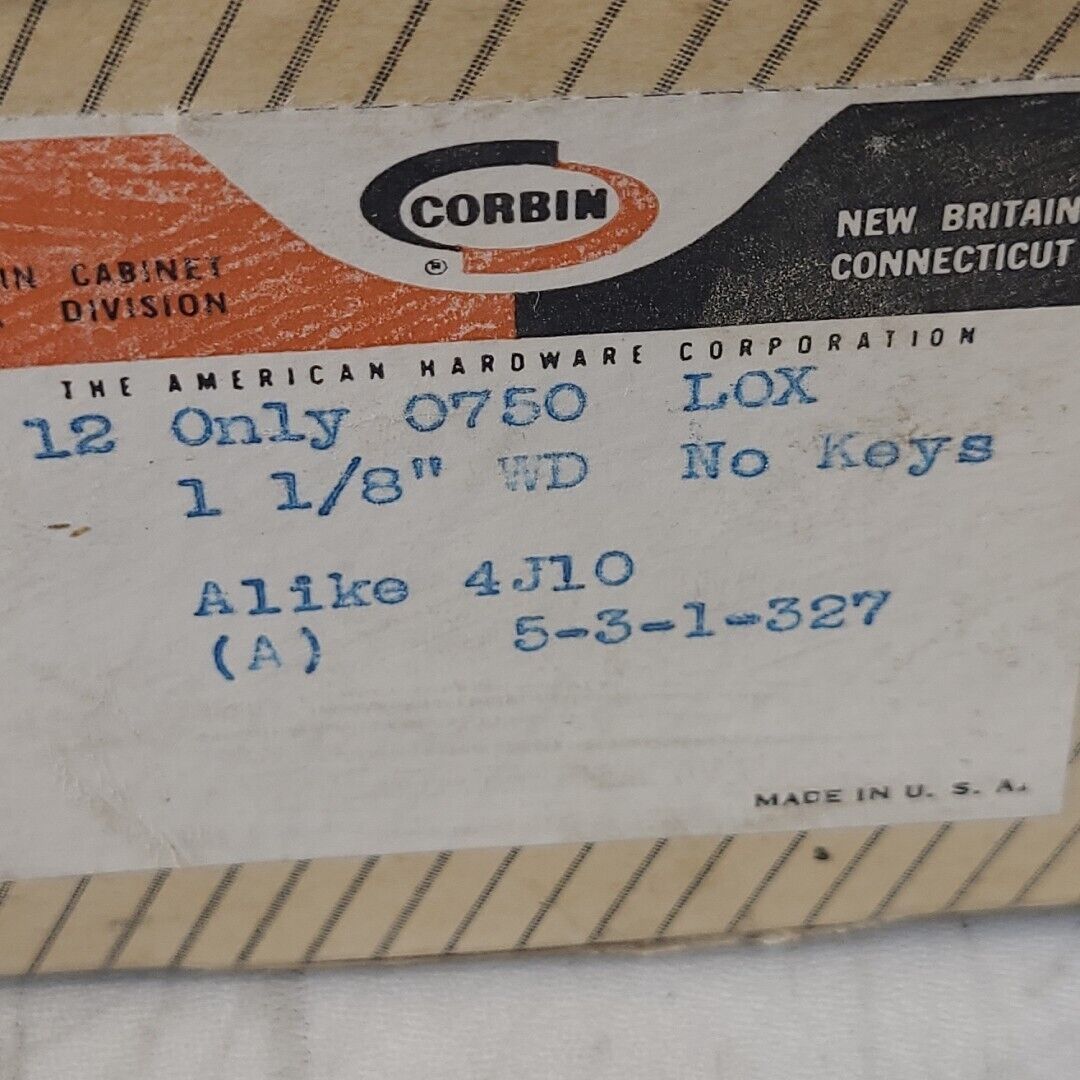 CORBIN
®
IN CABINET
DIVISION
NEW BRITAIN
CONNECTICUT
THE AMERICAN HARDWARE CORPORATION
12 Only 0750 LOX
1 1/8" WD No Keys
Alike 4J10
(A) 5-3-1-327
MADE IN U. S. A.